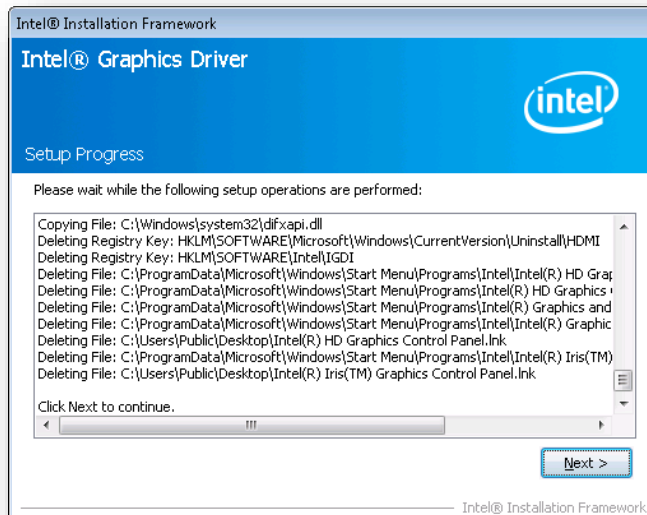 Intel® Installation Framework
Intel® Graphics Driver
intel
Setup Progress
Please wait while the following setup operations are performed:
Copying File: C:\Windows\system32\difxapi.dll
Deleting Registry Key: HKLM\SOFTWARE\Microsoft\Windows\CurrentVersion\Uninstall\HDMI
Deleting Registry Key: HKLM\SOFTWARE\Intel\IGDI
Deleting File: C:\ProgramData\Microsoft\Windows\Start Menu\Programs\Intel\Intel(R) HD Grap
Deleting File: C:\ProgramData\Microsoft\Windows\Start Menu\Programs\Intel(R) HD Graphics
Deleting File: C:\ProgramData\Microsoft\Windows\Start Menu\Programs\Intel(R) Graphics and
Deleting File: C:\ProgramData\Microsoft\Windows\Start Menu\Programs\Intel\Intel(R) Graphic
Deleting File: C:\Users\Public\Desktop\Intel(R) HD Graphics Control Panel.lnk
Deleting File: C:\ProgramData\Microsoft\Windows\Start Menu\Programs\Intel\Intel(R) Iris(TM)
Deleting File: C:\Users\Public\Desktop\Intel(R) Iris(TM) Graphics Control Panel.lnk
Click Next to continue.
Next >
Intel® Installation Framework